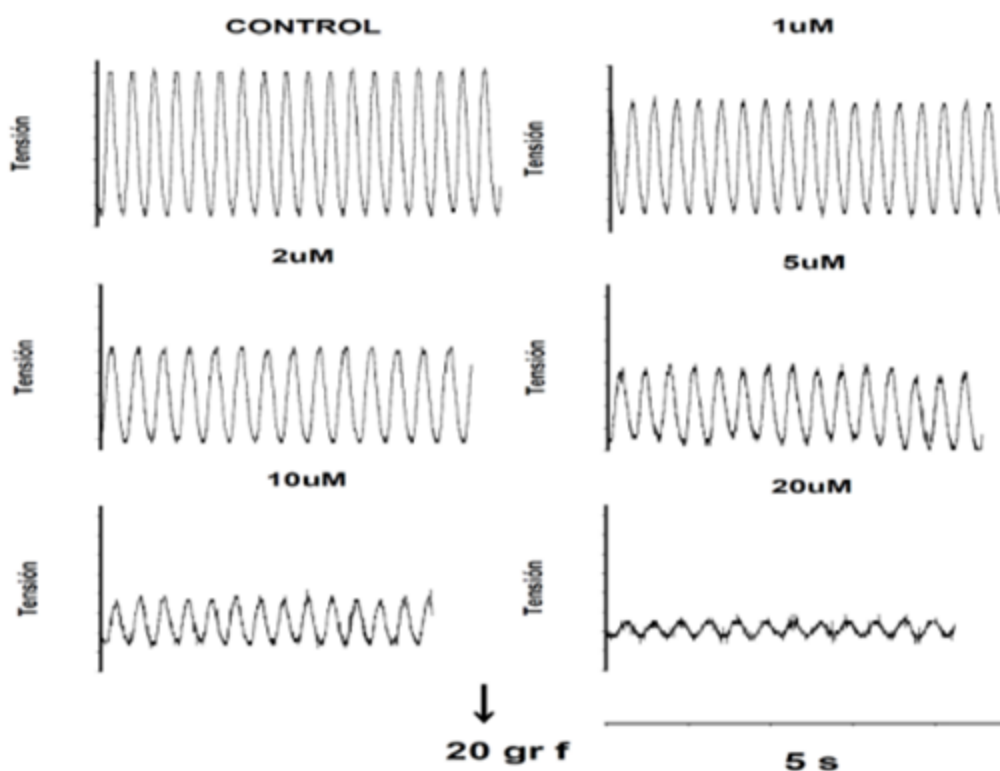 CONTROL
1uM
Tensión
Tensión
2uM
5uM
Tensión
Tensión
10uM
20uM
Tensión
Tensión
20 gr f
5 s